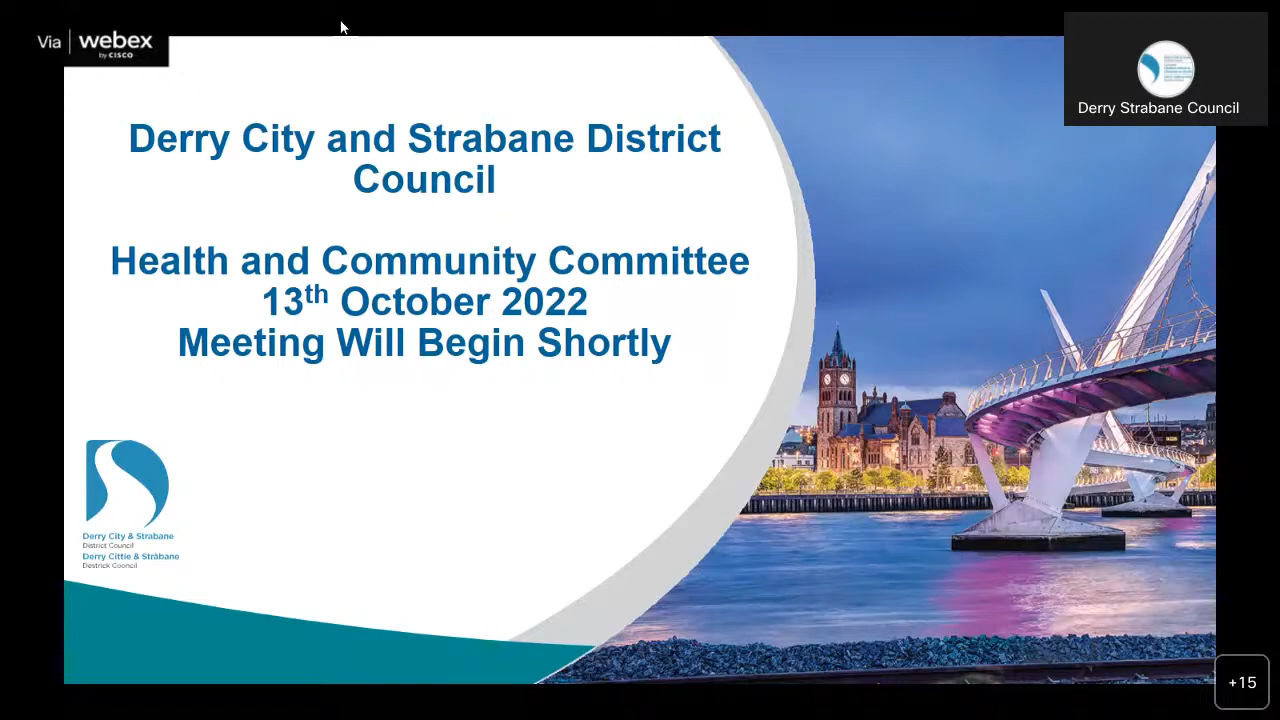 Via webex
by CISCO
Derry Strabane Council
Derry City and Strabane District
Council
Health and Community Committee
13th October 2022
Meeting Will Begin Shortly
Derry City & Strabane
District Council
Derry Cittie & Stràbane
Destrick Cooncil
+15